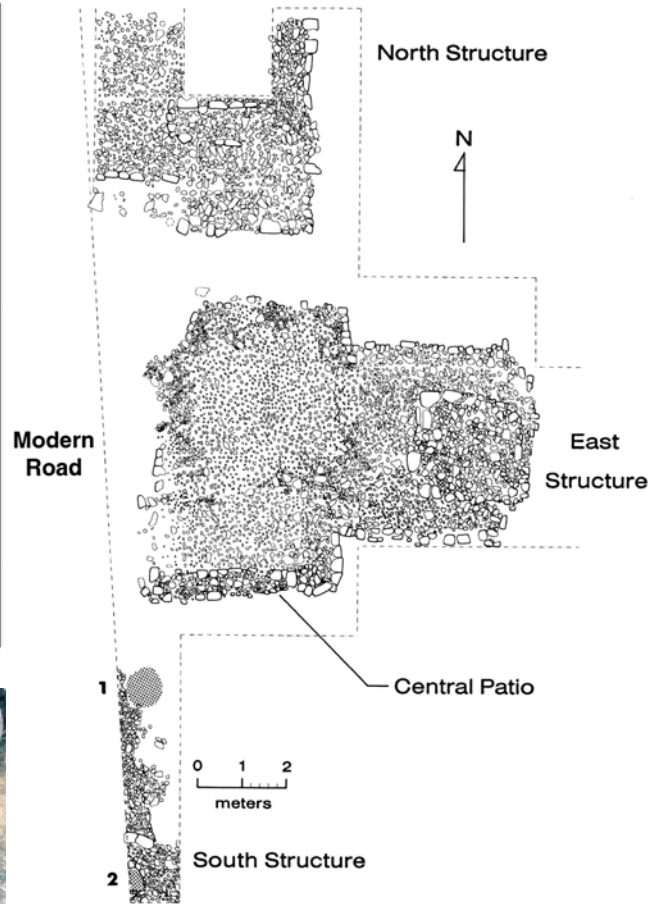 North Structure
N
Modern
Road
East
Structure
1
Central Patio
0 1 2
meters
2
South Structure